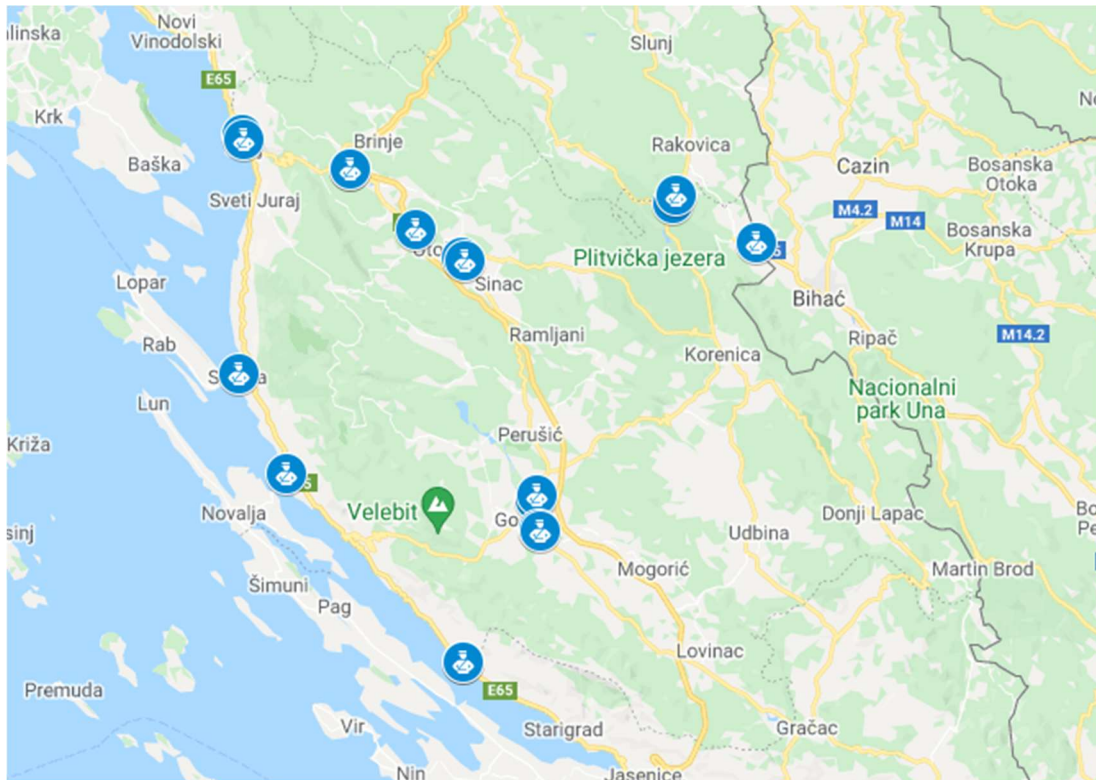 Novi
Vinodolski
alinska
Slunj
E65
Krk
Baška
Brinje
Rakovica
Cazin
Bosanska
Otoka
Sveti Juraj
M4.2
M14
Bosanska
Krupa
Plitvička jezera
Lopar
Sinac
Bihać
Rab
Ramljani
Korenica
Ripač
M14.2
Lun
Nacionalni
park Una
Križa
Perušić
Novalja
Velebit
Go
Udbina
Donji Lapac
sinj
Šimuni
Pag
Mogorić
Martin Brod
Lovinac
Premuda
E65
Vir
Starigrad
Gračac
Nin
Jasenice